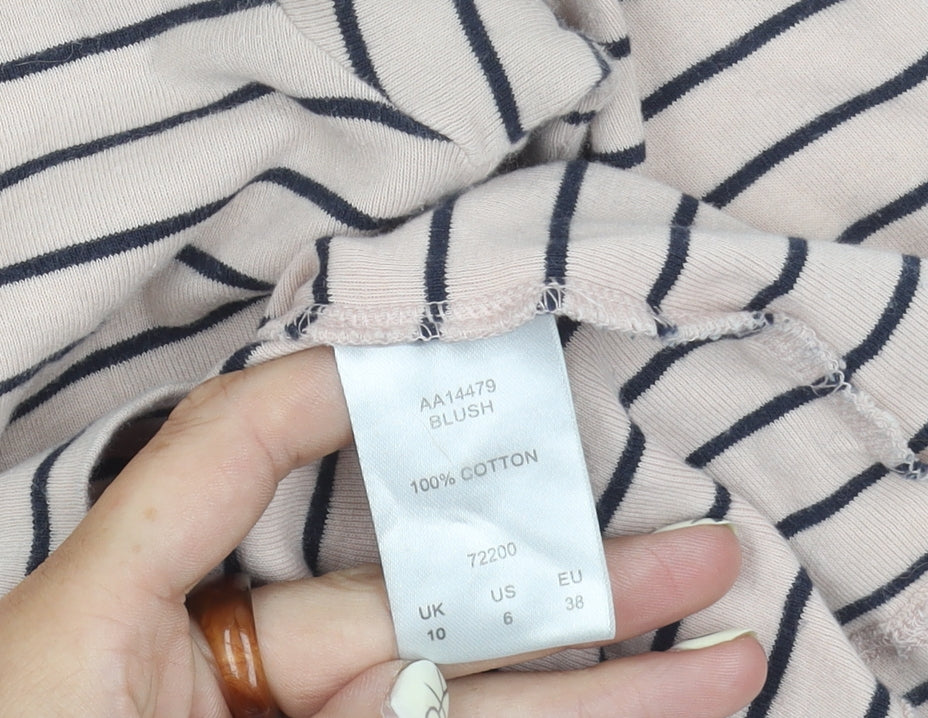 AA14479
BLUSH
100% COTTON
72200
UK US EU
10 6 38